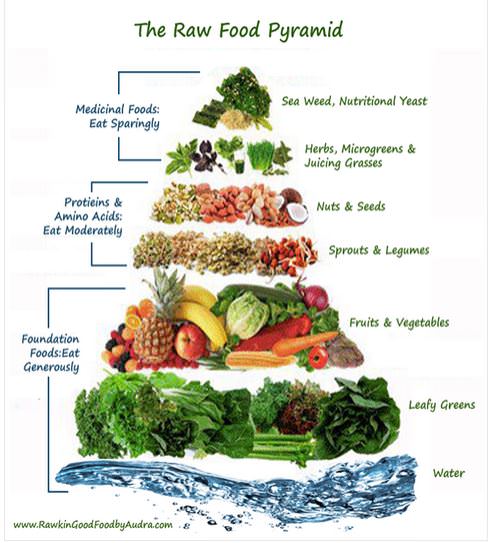 The Raw Food Pyramid
Medicinal Foods:
Eat Sparingly
Sea Weed, Nutritional Yeast
Herbs, Microgreens &
Juicing Grasses
Protieins &
Amino Acids:
Eat Moderately
Nuts & Seeds
Sprouts & Legumes
Foundation
Foods:Eat
Generously
Fruits & Vegetables
Leafy Greens
Water
www.RawkinGoodFoodbyAudra.com